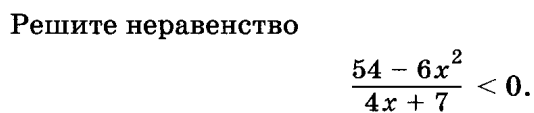 Решите неравенство
54 − 6x²
4x + 7
< 0.